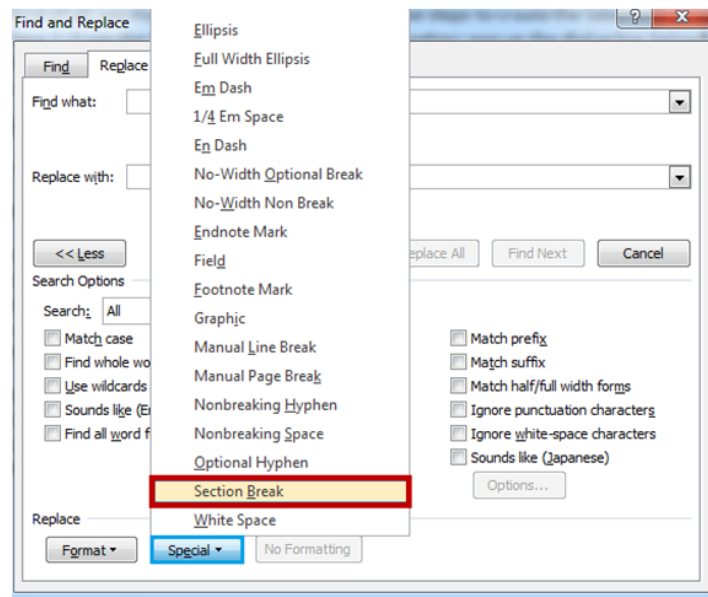 Find and Replace
?
X
Find
Replace
Find what:
Replace with:
<< Less
Replace All
Find Next
Cancel
Search Options
Search:
All
Match case
Find whole wo
Use wildcards
Sounds like (E
Find all word f
Match prefix
Match suffix
Match half/full width forms
Ignore punctuation characters
Ignore white-space characters
Sounds like (Japanese)
Options...
Ellipsis
Full Width Ellipsis
Em Dash
1/4 Em Space
En Dash
No-Width Optional Break
No-Width Non Break
Endnote Mark
Field
Footnote Mark
Graphic
Manual Line Break
Manual Page Break
Nonbreaking Hyphen
Nonbreaking Space
Optional Hyphen
Section Break
White Space
Replace
Format
Special
No Formatting